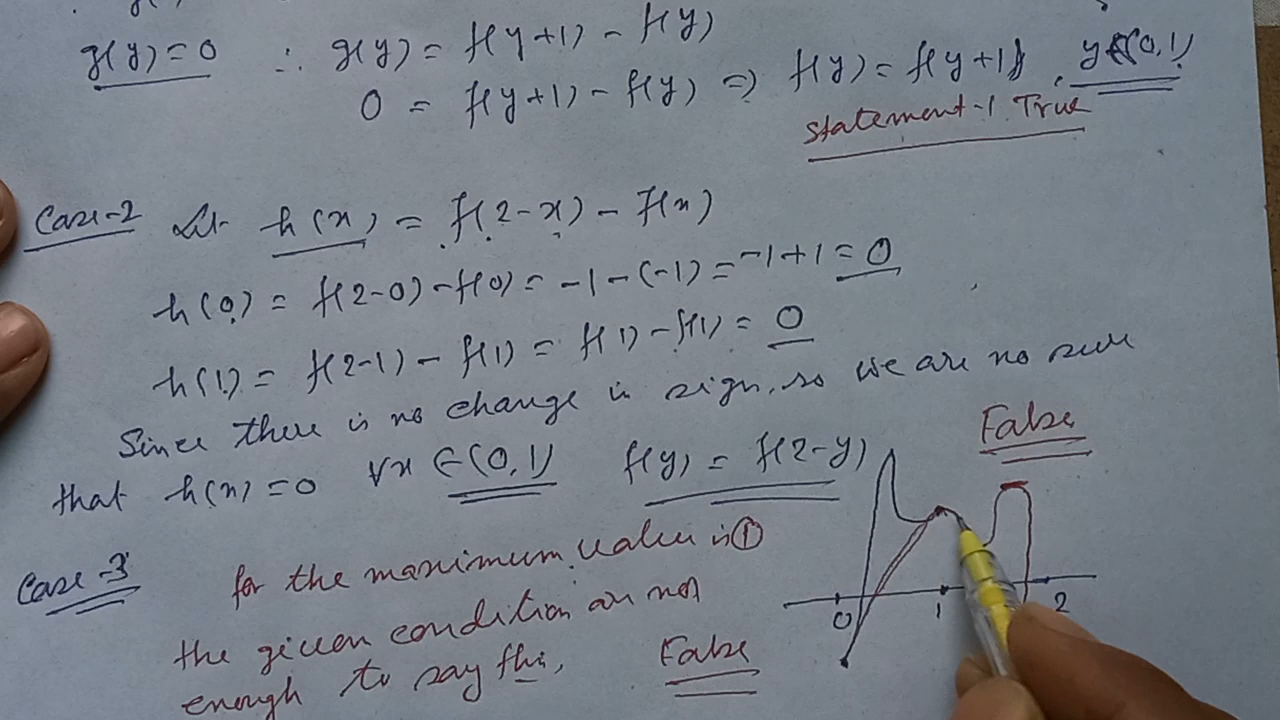 g(y) = 0 ∴ g(y) = f(y+1) - f(y)
0 = f(y+1) - f(y) ⇒ f(y) = f(y+1), y∈(0,1)
Statement-1 True
Case-2 Let h(x) = f(2-x) - f(x)
h(0) = f(2-0) - f(0) = -1-(-1) = -1+1 = 0
h(1) = f(2-1) - f(1) = f(1) - f(1) = 0
Since there is no change in sign, so we are no sure
that h(x) = 0 ∀x ∈ (0,1) f(y) = f(2-y)
False
Case-3 for the maximum value is ①
the given condition are not
enough to say this,
False
0 1 2